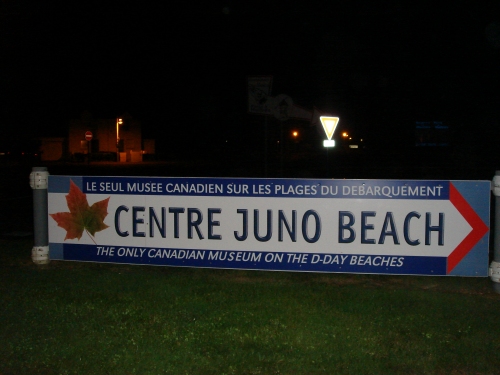 LE SEUL MUSEE CANADIEN SUR LES PLAGES DU DEBARQUEMENT
CENTRE JUNO BEACH
THE ONLY CANADIAN MUSEUM ON THE D-DAY BEACHES